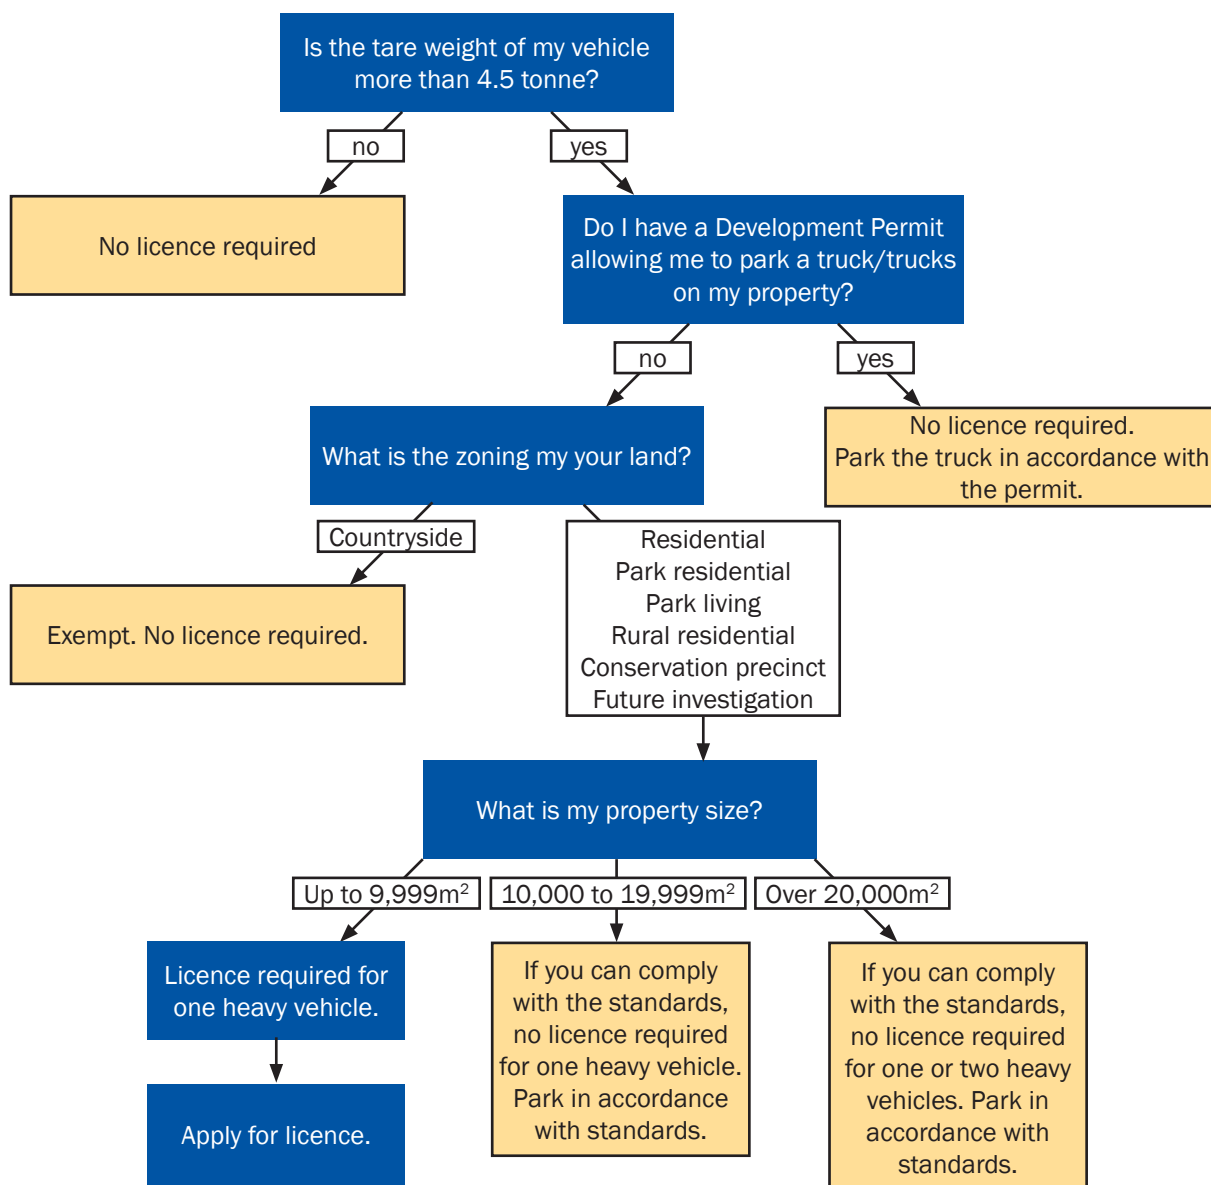 Is the tare weight of my vehicle
more than 4.5 tonne?
no
yes
No licence required
Do I have a Development Permit
allowing me to park a truck/trucks
on my property?
no
yes
What is the zoning my your land?
No licence required.
Park the truck in accordance with
the permit.
Countryside
Residential
Park residential
Park living
Rural residential
Conservation precinct
Future investigation
Exempt. No licence required.
What is my property size?
Up to 9,999m²
10,000 to 19,999m²
Over 20,000m²
Licence required for
one heavy vehicle.
If you can comply
with the standards,
no licence required
for one heavy vehicle.
Park in accordance
with standards.
If you can comply
with the standards,
no licence required
for one or two heavy
vehicles. Park in
accordance with
standards.
Apply for licence.